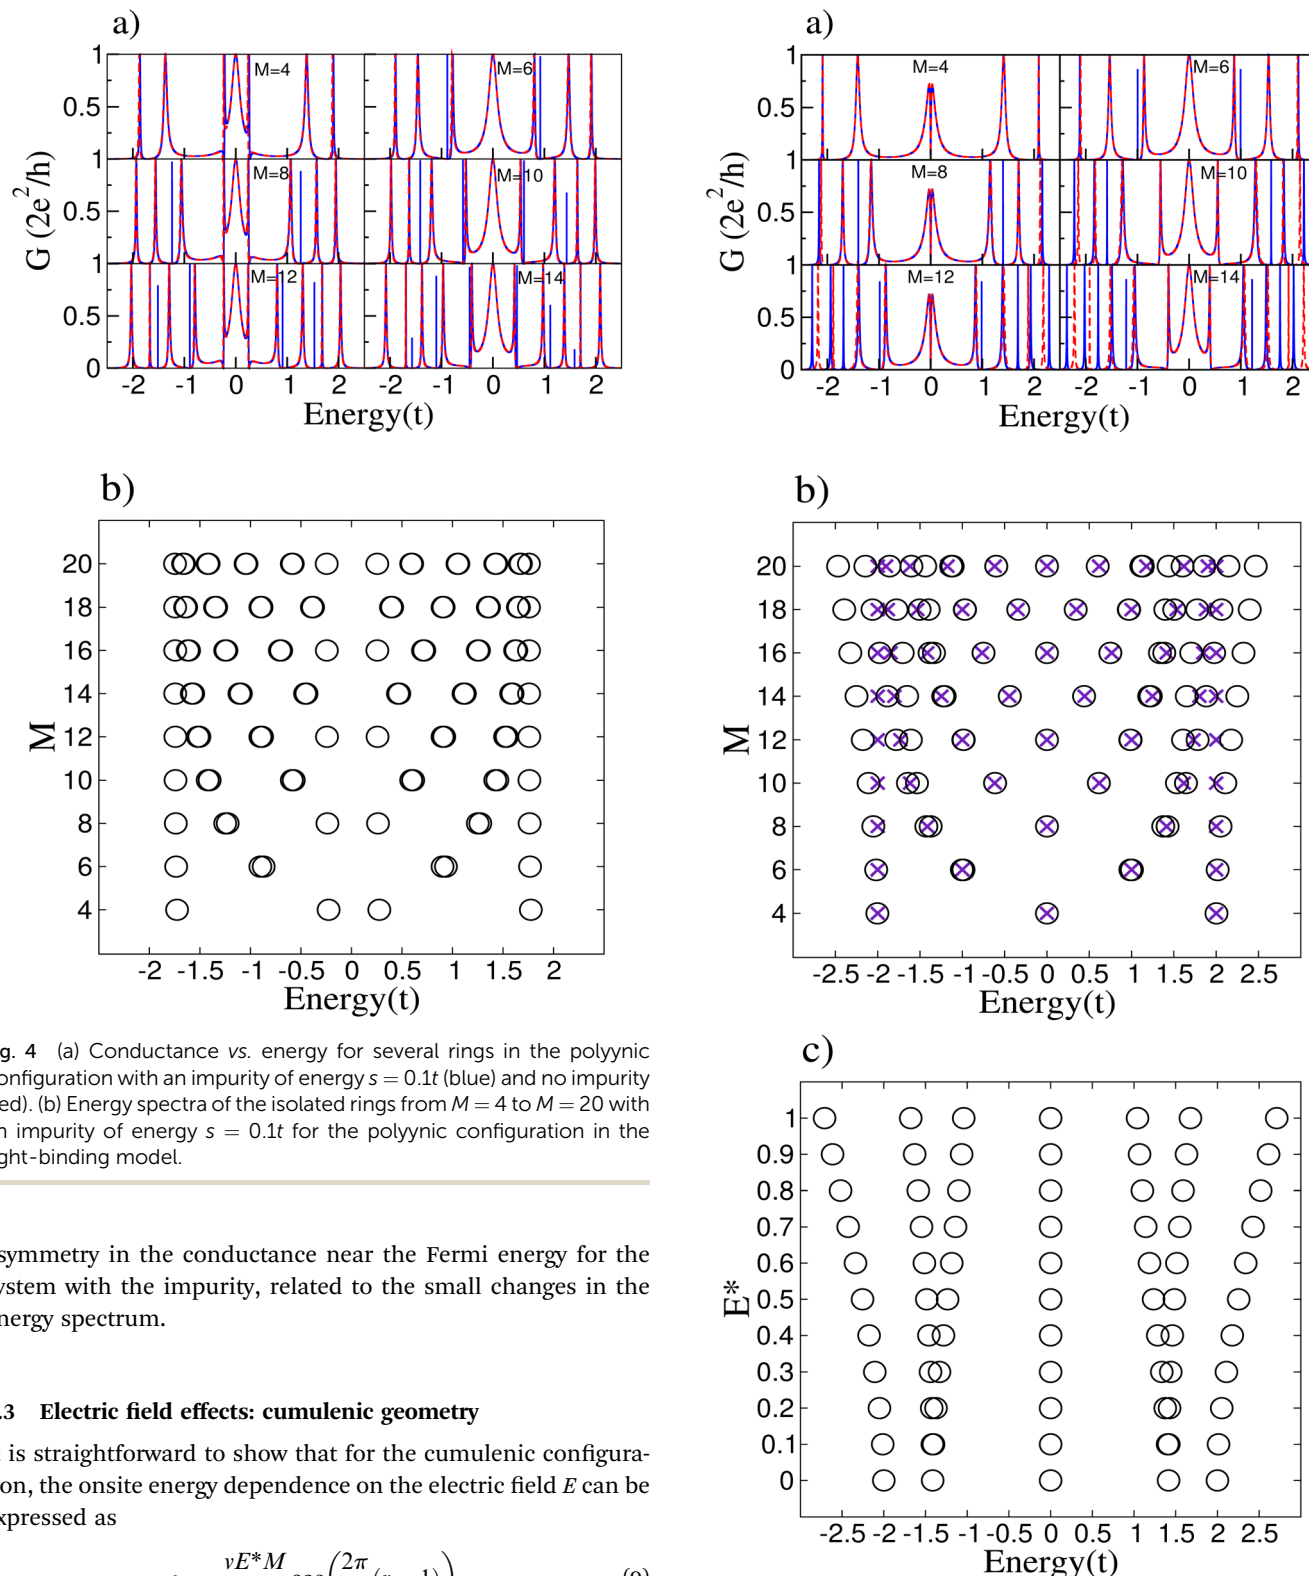 a)
1
0.5
1
0.5
1
0.5
0
G (2e²/h)
M=4
M=6
M=8
M=10
M=12
M=14
-2 -1 0 1 2 -2 -1 0 1 2
Energy(t)
b)
20
18
16
14
12
10
8
6
4
M
-2 -1.5 -1 -0.5 0 0.5 1 1.5 2
Energy(t)
g. 4 (a) Conductance vs. energy for several rings in the polyynic
onfiguration with an impurity of energy s = 0.1t (blue) and no impurity
ed). (b) Energy spectra of the isolated rings from M = 4 to M = 20 with
n impurity of energy s = 0.1t for the polyynic configuration in the
ght-binding model.
symmetry in the conductance near the Fermi energy for the
ystem with the impurity, related to the small changes in the
nergy spectrum.
.3 Electric field effects: cumulenic geometry
t is straightforward to show that for the cumulenic configura-
on, the onsite energy dependence on the electric field E can be
xpressed as
vE*M
2π
a)
1
0.5
1
0.5
1
0.5
0
G (2e²/h)
M=4
M=6
M=8
M=10
M=12
M=14
-2 -1 0 1 2 -2 -1 0 1 2
Energy(t)
b)
20
18
16
14
12
10
8
6
4
M
-2.5 -2 -1.5 -1 -0.5 0 0.5 1 1.5 2 2.5
Energy(t)
c)
1
0.9
0.8
0.7
0.6
0.5
0.4
0.3
0.2
0.1
0
E*
-2.5 -2 -1.5 -1 -0.5 0 0.5 1 1.5 2 2.5
Energy(t)